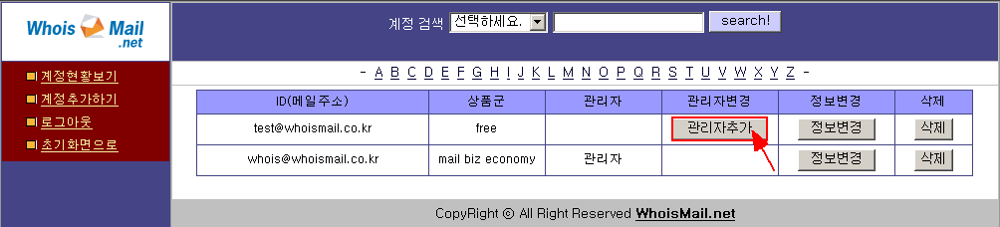 Whois Mail
.net
계정 검색 선택하세요. search!
계정현황보기
계정추가하기
로그아웃
초기화면으로
- A B C D E F G H I J K L M N O P Q R S T U V W X Y Z -
ID(메일주소) 상품군 관리자 관리자변경 정보변경 삭제
test@whoismail.co.kr free 관리자추가 정보변경 삭제
whois@whoismail.co.kr mail biz economy 관리자 정보변경 삭제
CopyRight ⓒ All Right Reserved WhoisMail.net